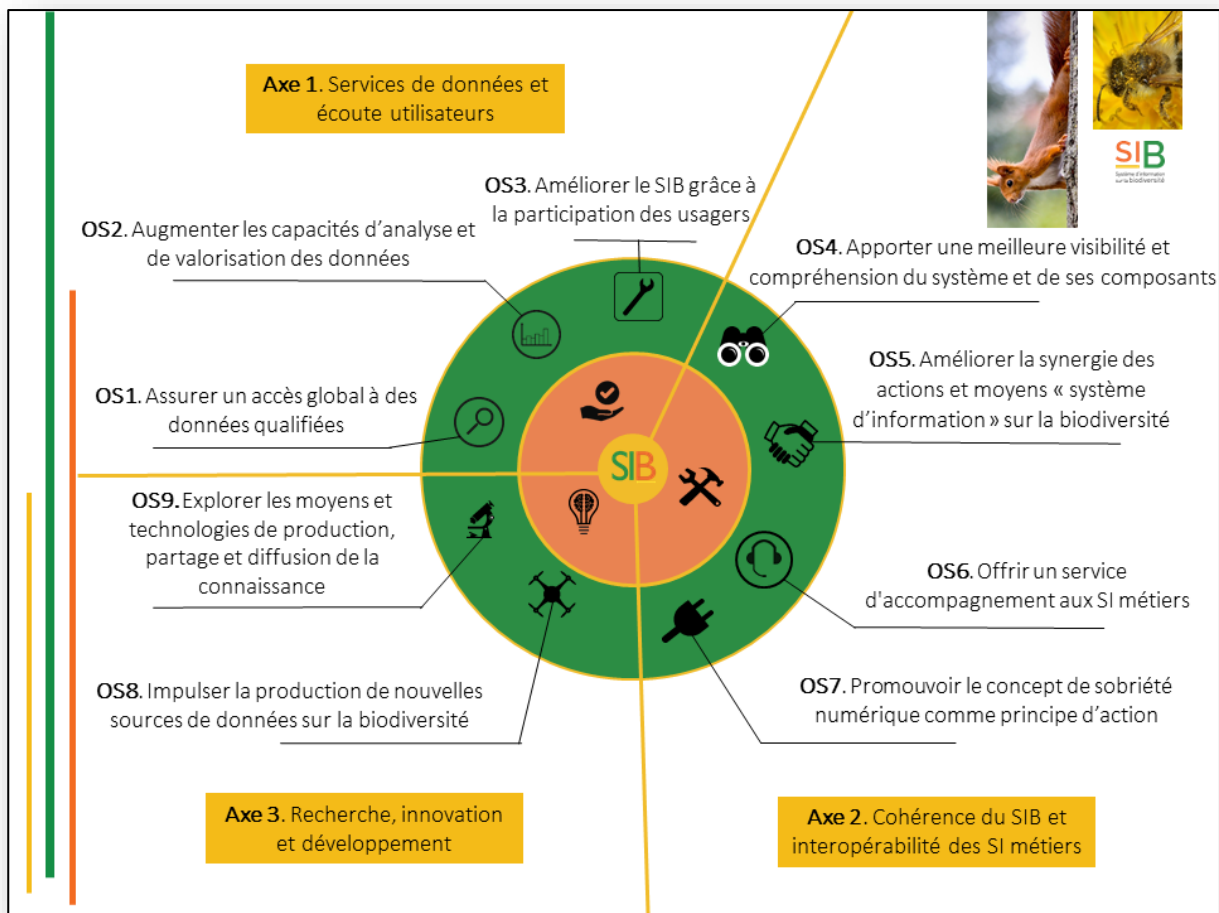 Axe 1. Services de données et
écoute utilisateurs
SIB
Système d'information
sur la biodiversité
OS3. Améliorer le SIB grâce à
la participation des usagers
OS2. Augmenter les capacités d'analyse et
de valorisation des données
OS4. Apporter une meilleure visibilité et
compréhension du système et de ses composants
OS1. Assurer un accès global à des
données qualifiées
OS5. Améliorer la synergie des
actions et moyens « système
d'information » sur la biodiversité
SIB
OS9. Explorer les moyens et
technologies de production,
partage et diffusion de la
connaissance
OS6. Offrir un service
d'accompagnement aux SI métiers
OS8. Impulser la production de nouvelles
sources de données sur la biodiversité
OS7. Promouvoir le concept de sobriété
numérique comme principe d'action
Axe 3. Recherche, innovation
et développement
Axe 2. Cohérence du SIB et
interopérabilité des SI métiers